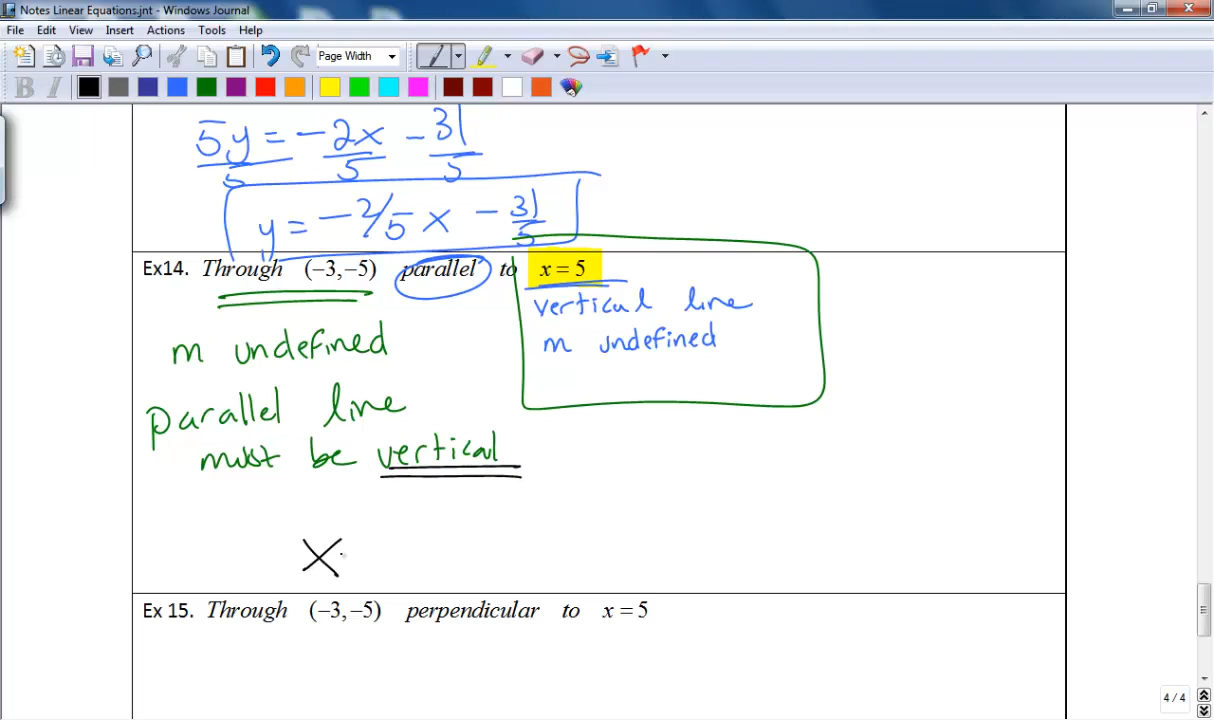 Notes Linear Equations.jnt - Windows Journal
File Edit View Insert Actions Tools Help
Page Width
B I
5y = -2x - 31
5 5 5
y = -2/5 x - 31/5
Ex14. Through (−3,−5) parallel to x = 5
vertical line
m undefined
m undefined
parallel line
must be vertical
X
Ex 15. Through (−3,−5) perpendicular to x = 5
4 / 4